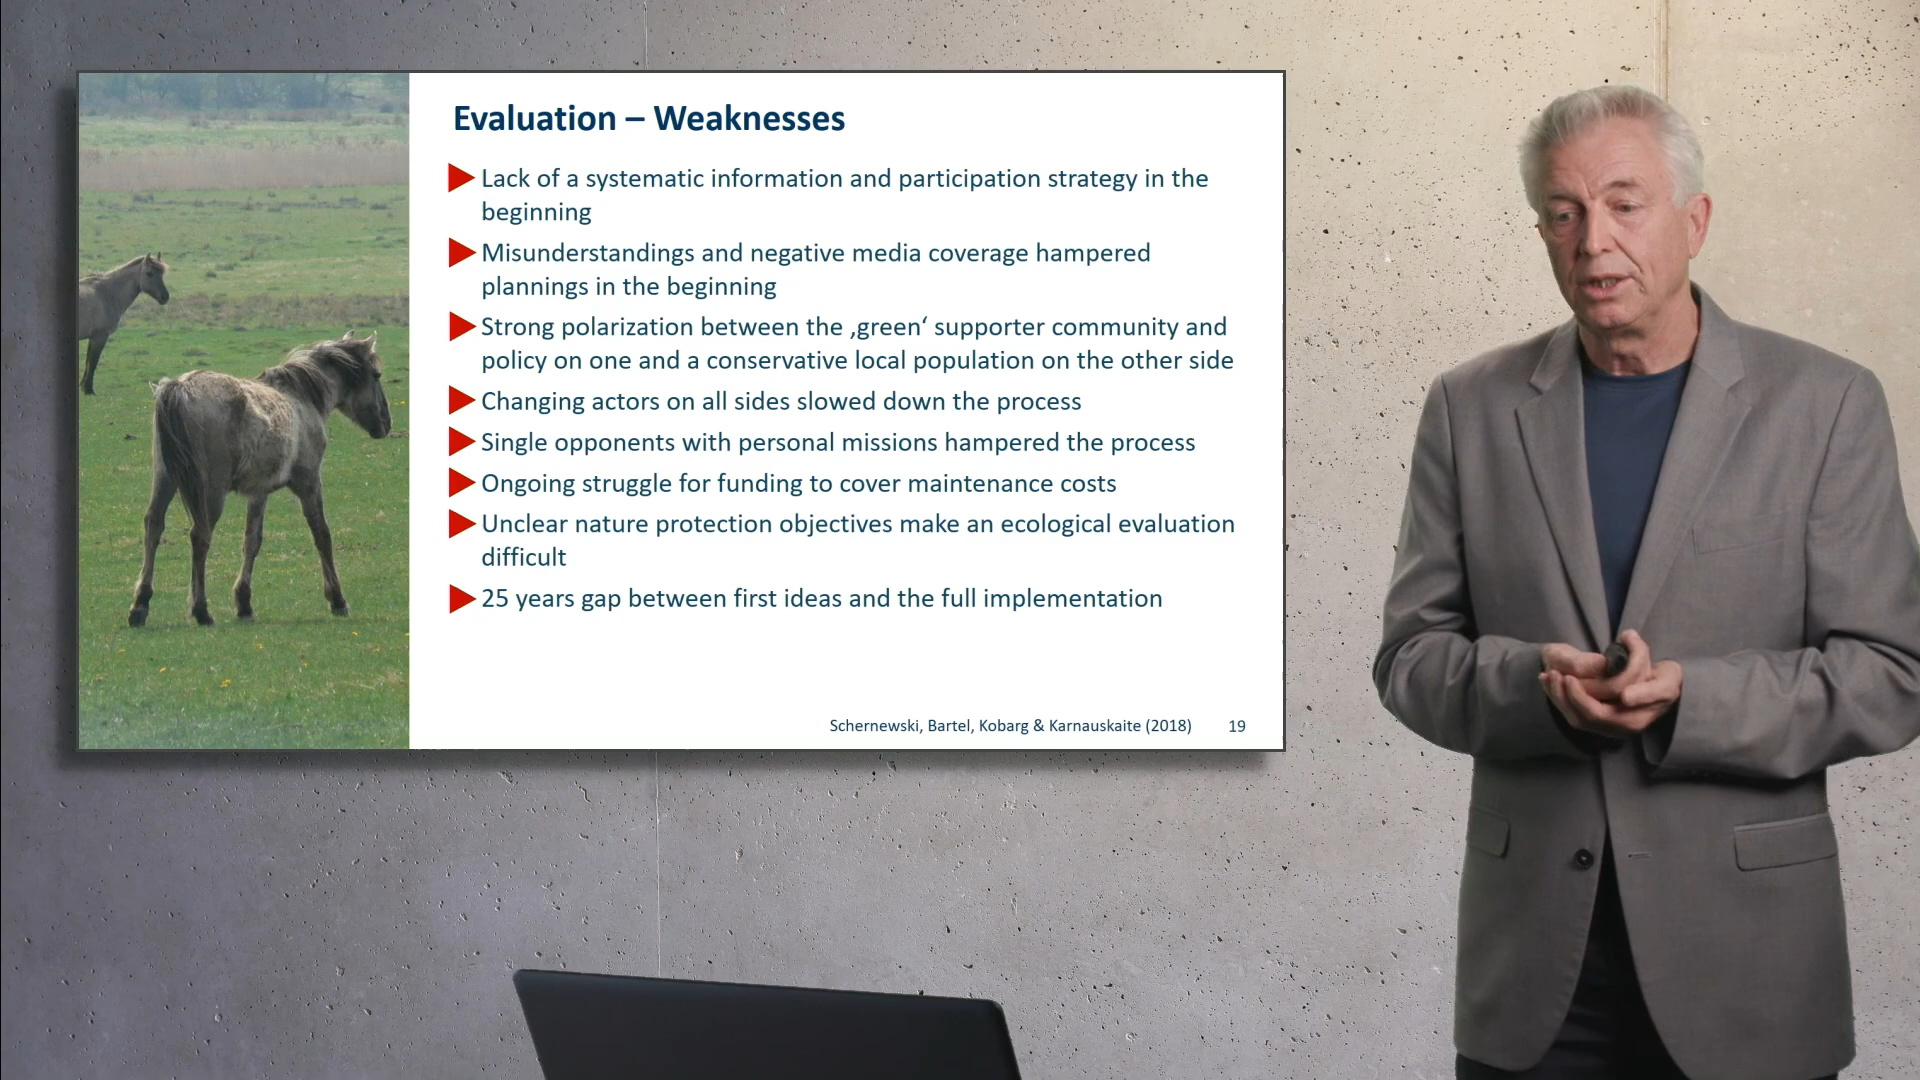 Evaluation – Weaknesses
Lack of a systematic information and participation strategy in the
beginning
Misunderstandings and negative media coverage hampered
plannings in the beginning
Strong polarization between the ‚green‘ supporter community and
policy on one and a conservative local population on the other side
Changing actors on all sides slowed down the process
Single opponents with personal missions hampered the process
Ongoing struggle for funding to cover maintenance costs
Unclear nature protection objectives make an ecological evaluation
difficult
25 years gap between first ideas and the full implementation
Schernewski, Bartel, Kobarg & Karnauskaite (2018) 19